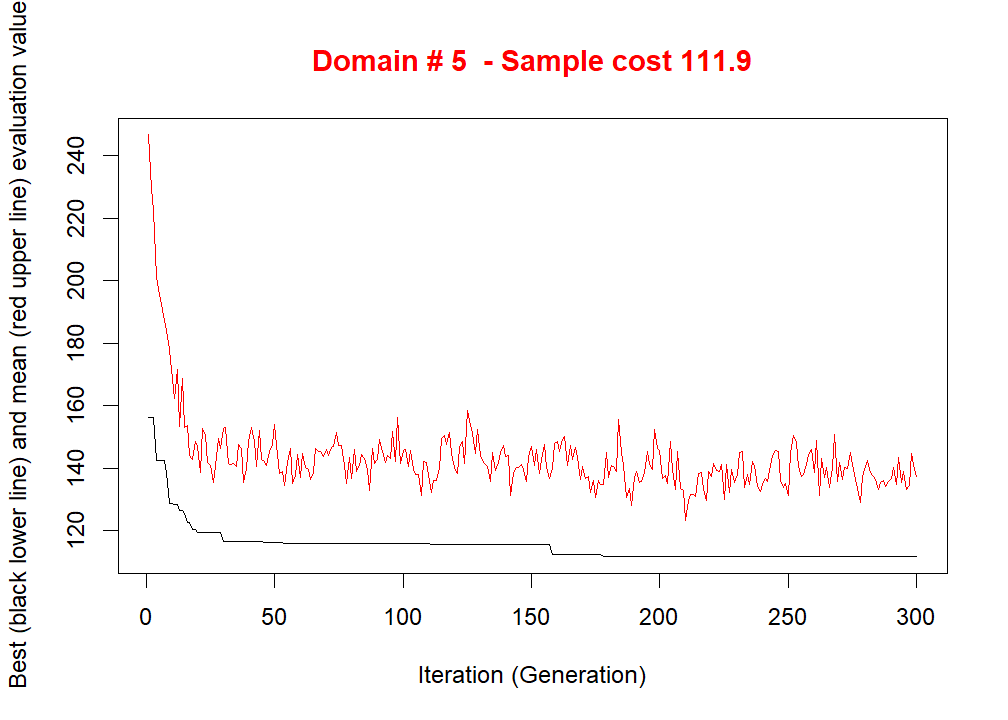 Domain # 5  - Sample cost 111.9
Best (black lower line) and mean (red upper line) evaluation value
240
220
200
180
160
140
120
0 50 100 150 200 250 300
Iteration (Generation)